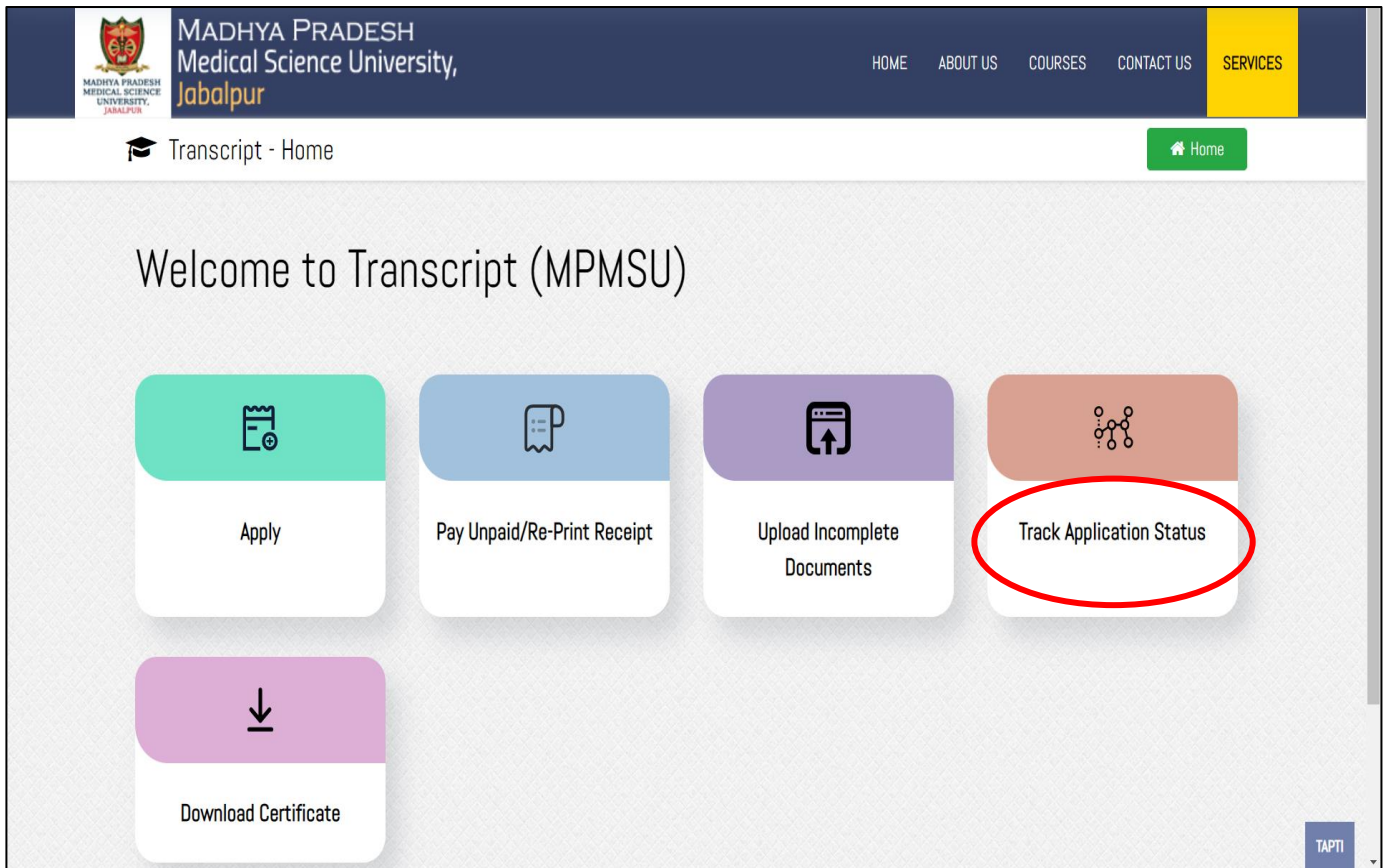 MADHYA PRADESH
Medical Science University,
Jabalpur
MADHYA PRADESH
MEDICAL SCIENCE
UNIVERSITY,
JABALPUR
HOME ABOUT US COURSES CONTACT US SERVICES
Transcript - Home
Home
Welcome to Transcript (MPMSU)
Apply
Pay Unpaid/Re-Print Receipt
Upload Incomplete
Documents
Track Application Status
Download Certificate
TAPTI